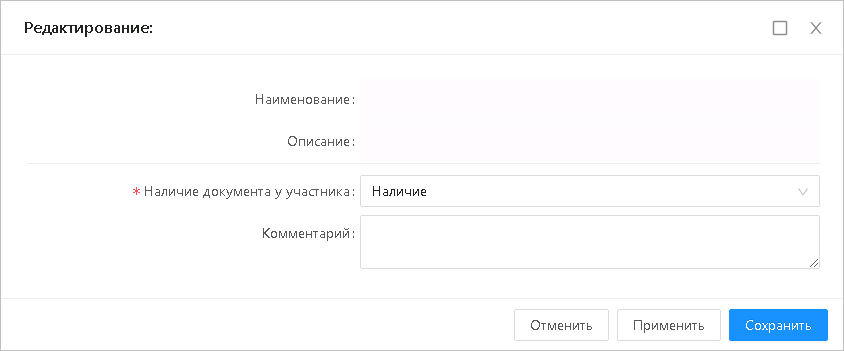 Редактирование:
Наименование:
Описание:
* Наличие документа у участника: Наличие
Комментарий:
Отменить Применить Сохранить